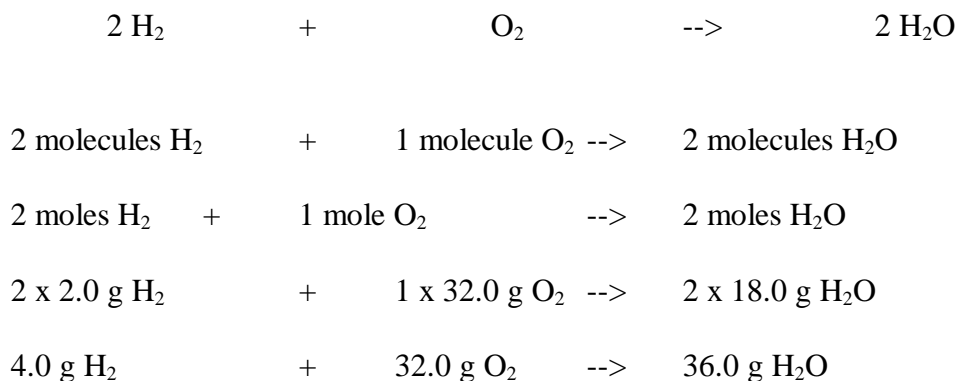 2 H₂ + O₂ --> 2 H₂O
2 molecules H₂ + 1 molecule O₂ --> 2 molecules H₂O
2 moles H₂ + 1 mole O₂ --> 2 moles H₂O
2 x 2.0 g H₂ + 1 x 32.0 g O₂ --> 2 x 18.0 g H₂O
4.0 g H₂ + 32.0 g O₂ --> 36.0 g H₂O